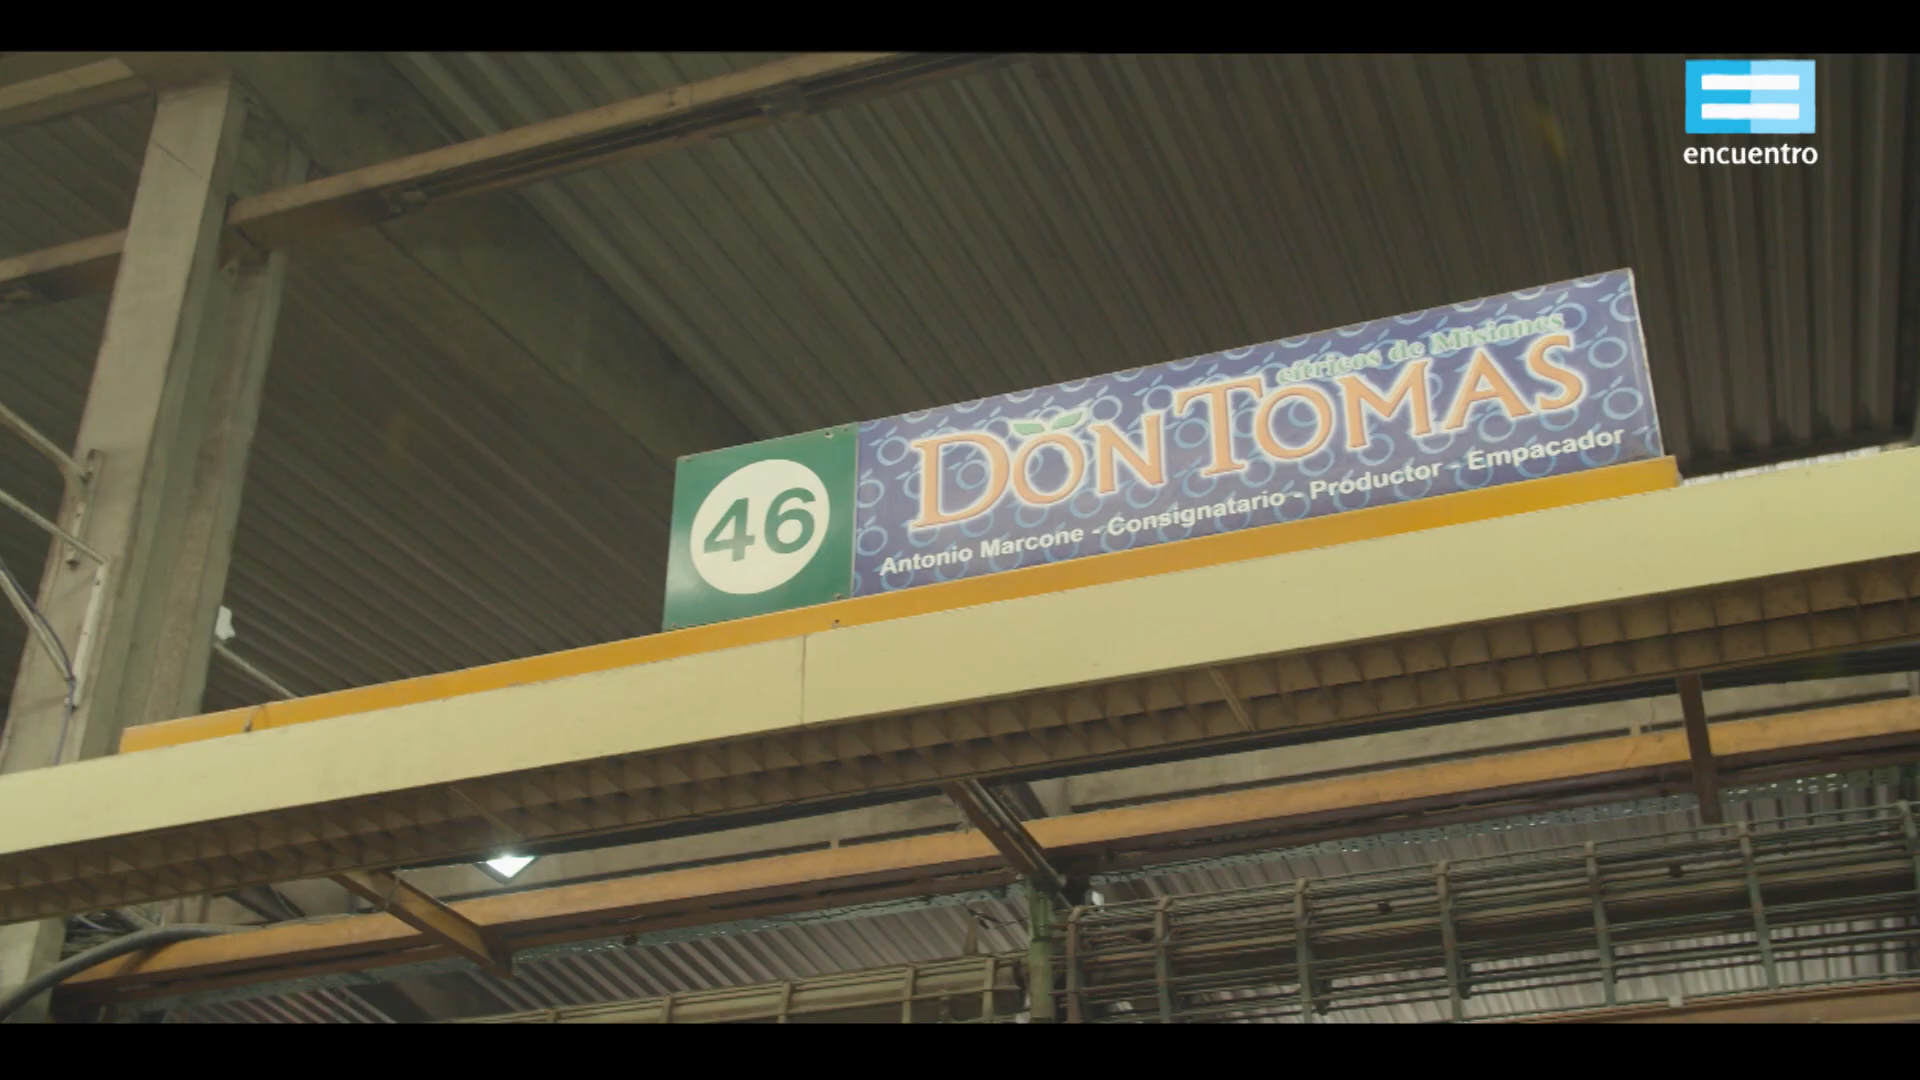 encuentro
46
cítricos de Misiones
DON TOMAS
Antonio Marcone - Consignatario - Productor - Empacador